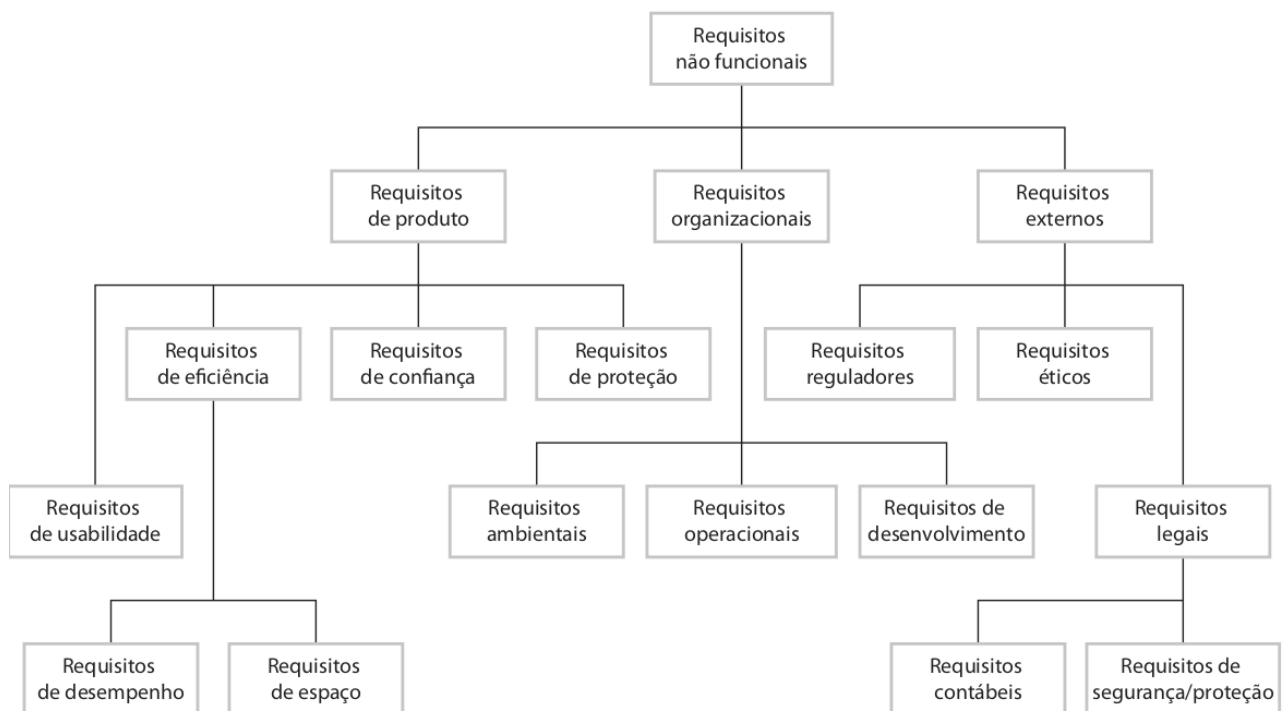 Requisitos
não funcionais
Requisitos
de produto
Requisitos
organizacionais
Requisitos
externos
Requisitos
de eficiência
Requisitos
de confiança
Requisitos
de proteção
Requisitos
reguladores
Requisitos
éticos
Requisitos
de usabilidade
Requisitos
ambientais
Requisitos
operacionais
Requisitos de
desenvolvimento
Requisitos
legais
Requisitos
de desempenho
Requisitos
de espaço
Requisitos
contábeis
Requisitos de
segurança/proteção